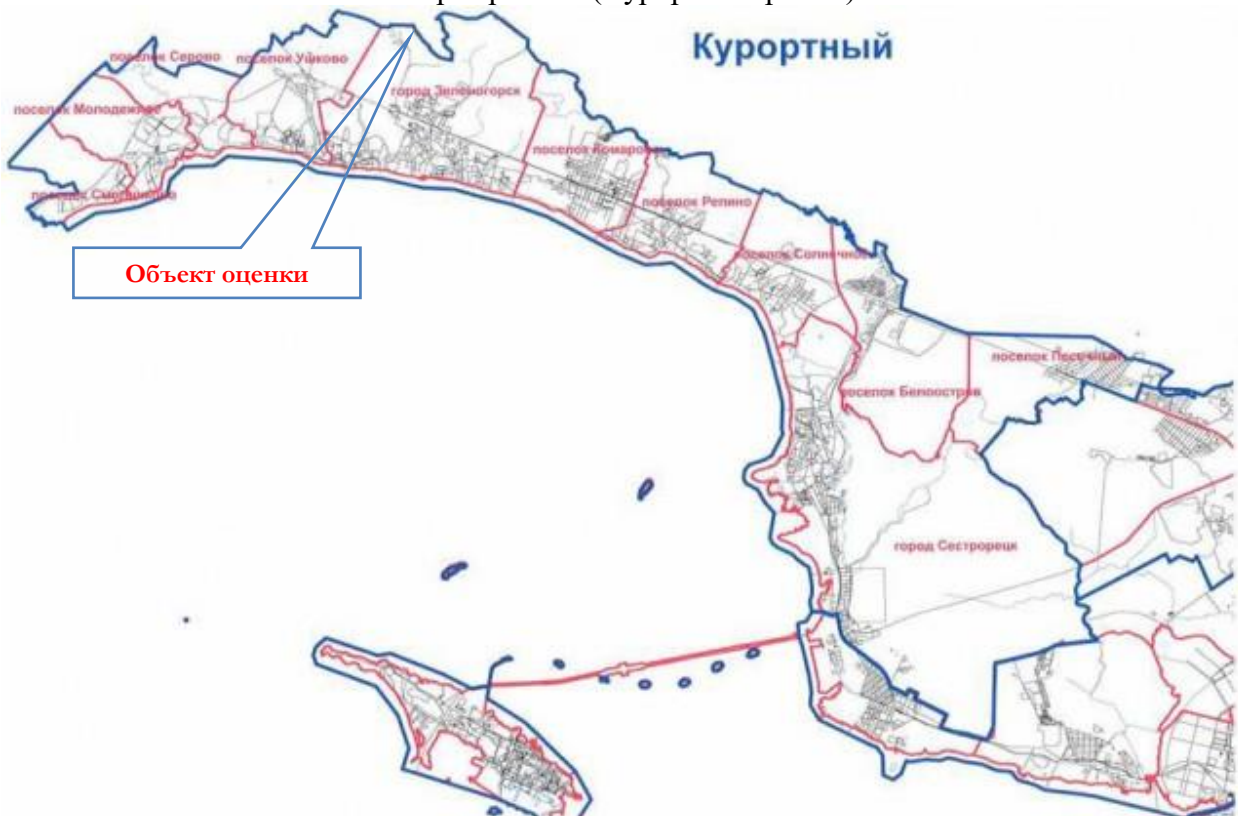 Курортный
поселок Серово
поселок Ушково
город Зеленогорск
поселок Молодежное
поселок Комарово
поселок Смолячково
поселок Репино
поселок Солнечное
Объект оценки
поселок Песочный
поселок Белоостров
город Сестрорецк